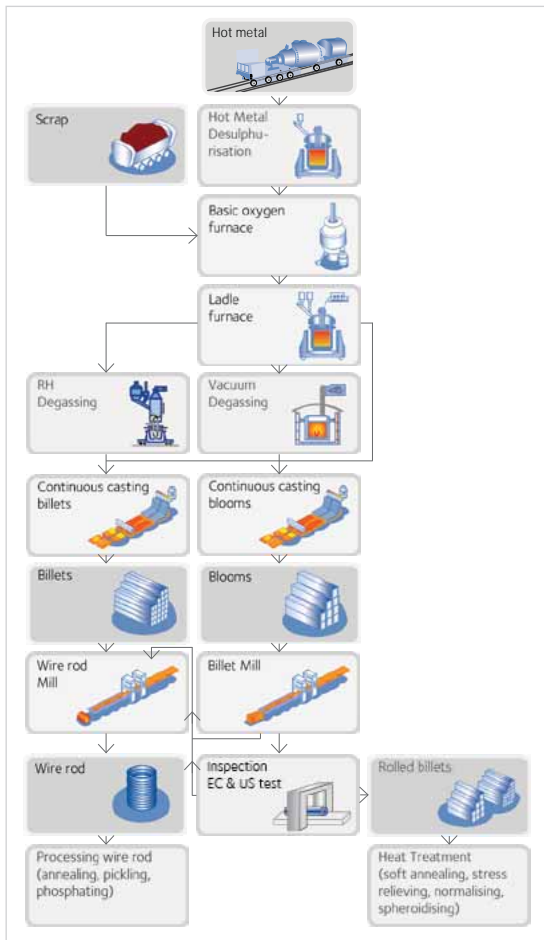 Hot metal
Scrap
Hot Metal
Desulphu-
risation
Basic oxygen
furnace
Ladle
furnace
RH
Degassing
Vacuum
Degassing
Continuous casting
billets
Continuous casting
blooms
Billets
Blooms
Wire rod
Mill
Billet Mill
Wire rod
Inspection
EC & US test
Rolled billets
Processing wire rod
(annealing, pickling,
phosphating)
Heat Treatment
(soft annealing, stress
relieving, normalising,
spheroidising)